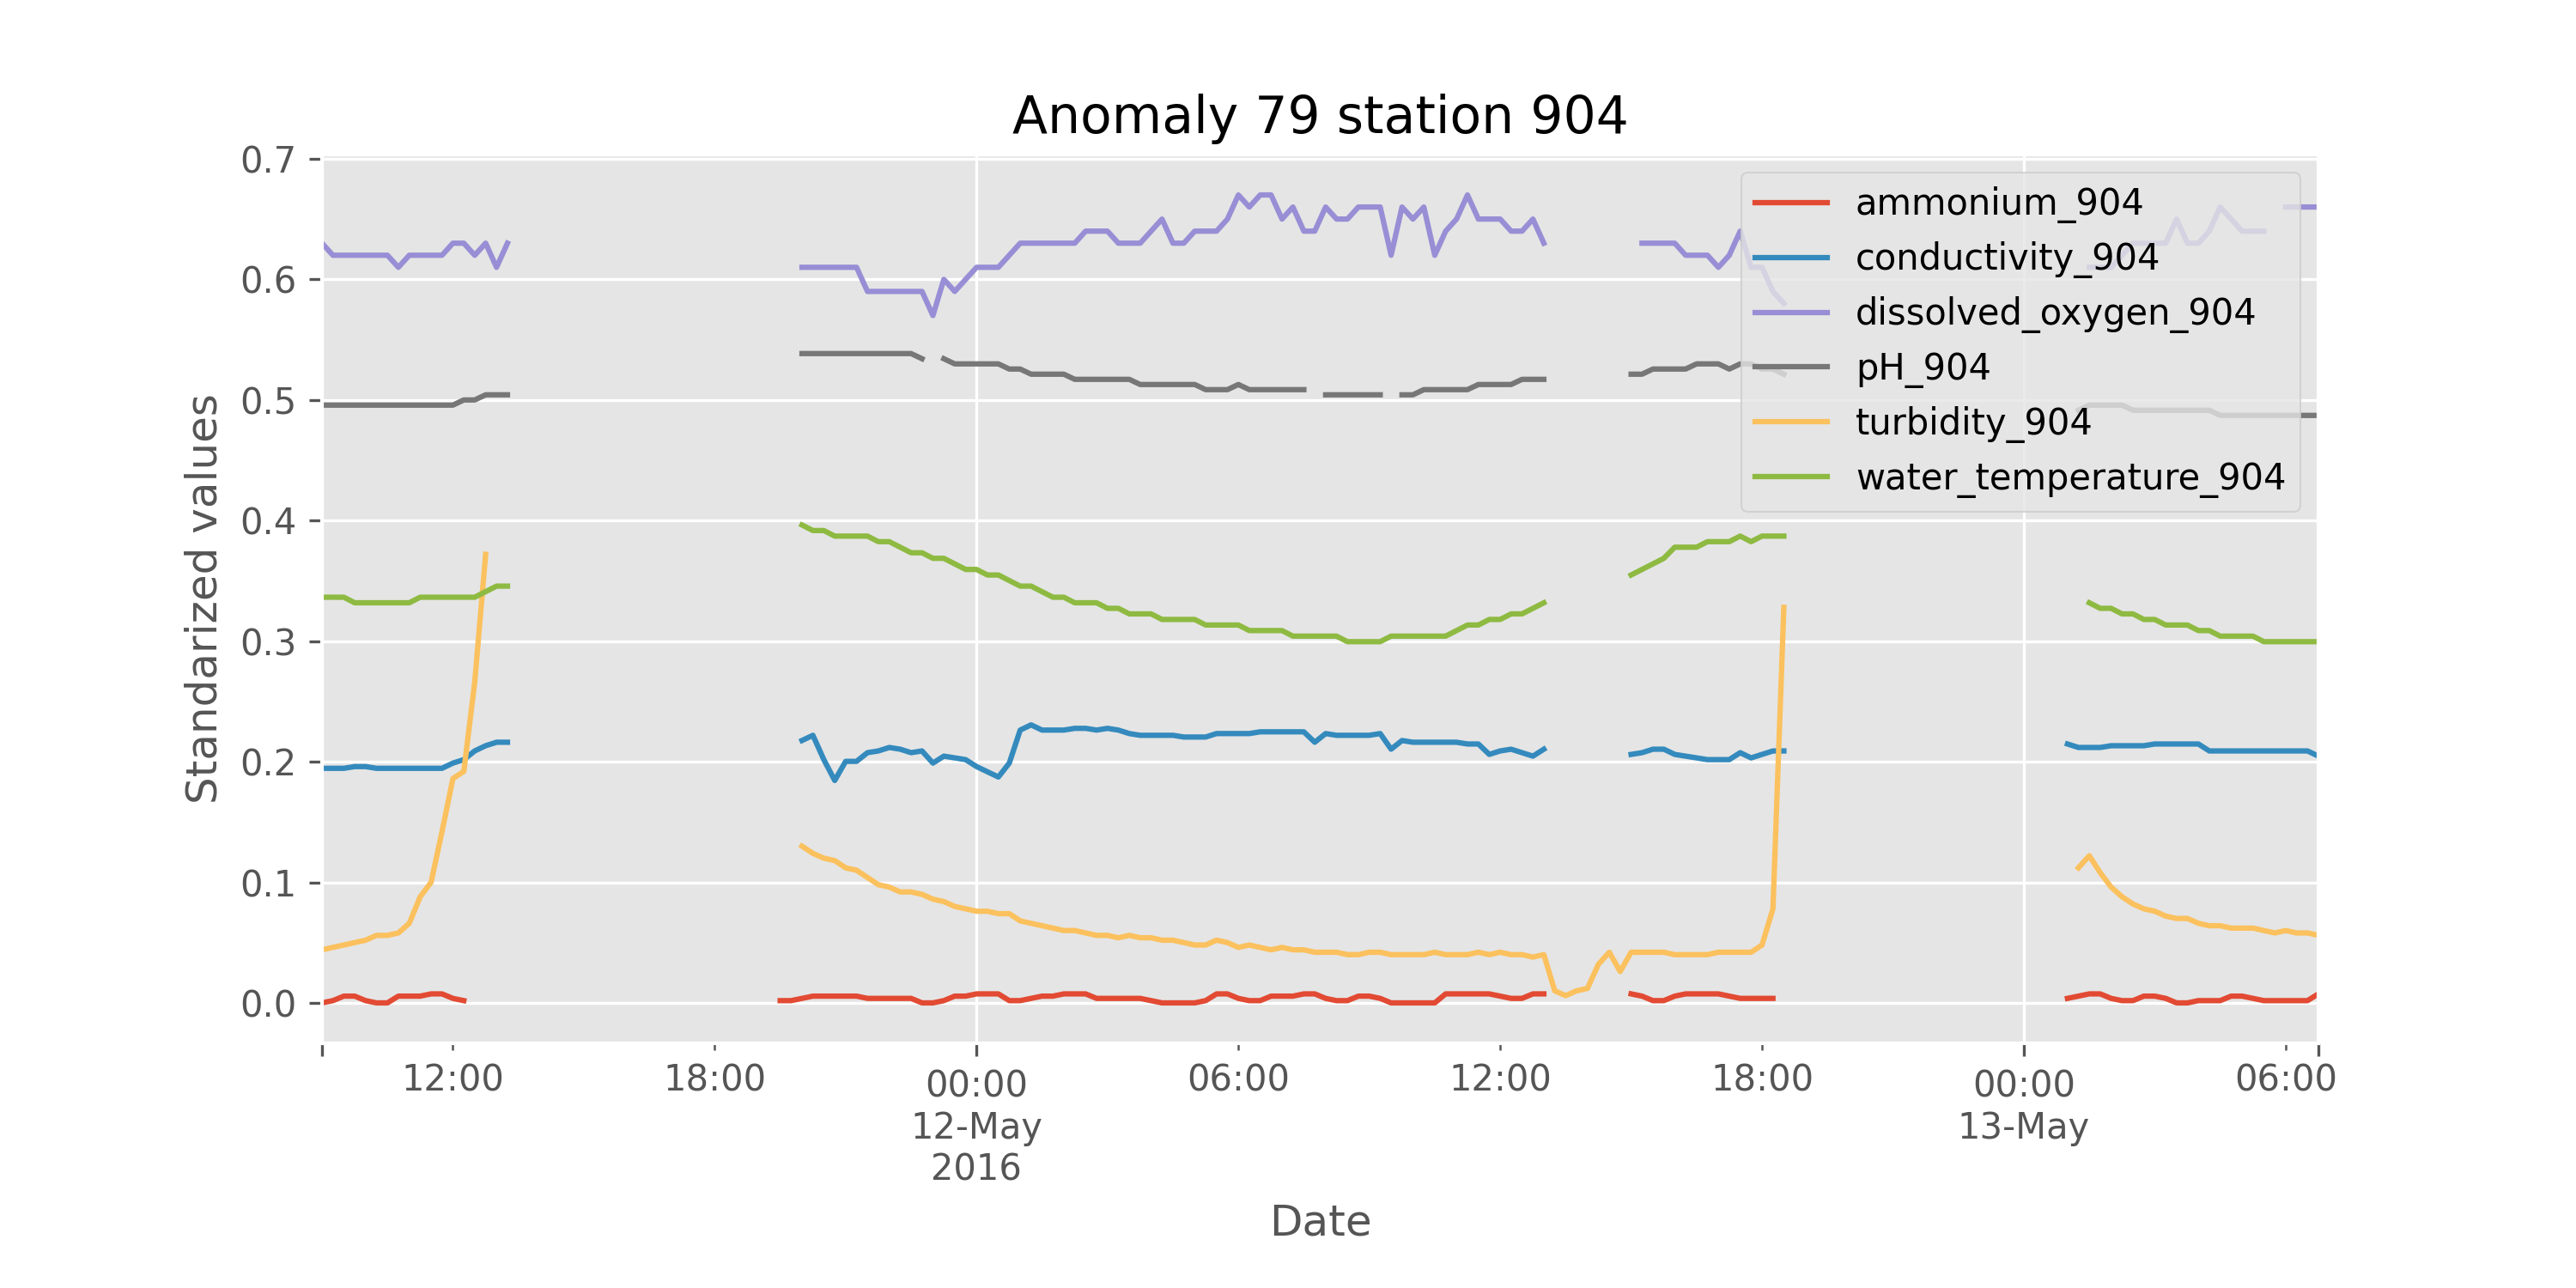 Anomaly 79 station 904
0.7
0.6
0.5
0.4
0.3
0.2
0.1
0.0
Standarized values
ammonium_904
conductivity_904
dissolved_oxygen_904
pH_904
turbidity_904
water_temperature_904
12:00
18:00
00:00
12-May
2016
06:00
12:00
18:00
00:00
13-May
06:00
Date